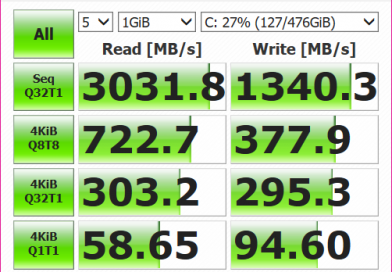 All 5 1GiB C: 27% (127/476GiB)
Read [MB/s] Write [MB/s]
Seq
Q32T1 3031.8 1340.3
4KiB
Q8T8 722.7 377.9
4KiB
Q32T1 303.2 295.3
4KiB
Q1T1 58.65 94.60